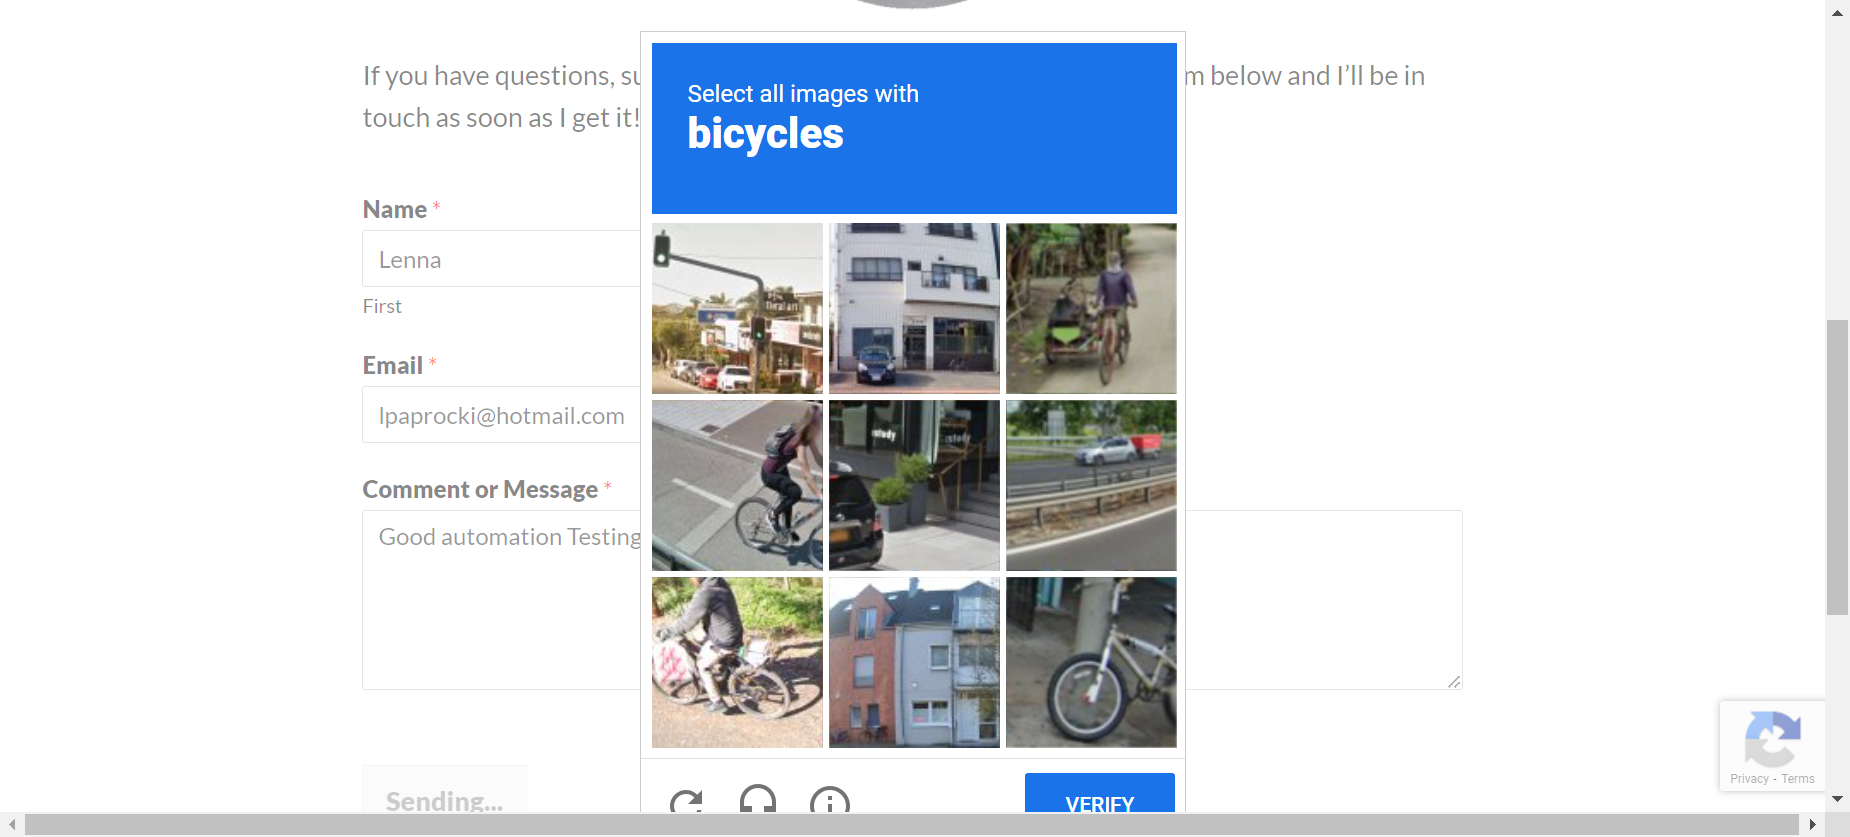 If you have questions, su
m below and I’ll be in
touch as soon as I get it!
Select all images with
bicycles
Name *
Lenna
First
Email *
lpaprocki@hotmail.com
Comment or Message *
Good automation Testing
study
study
Sending...
VERIFY
Privacy - Terms